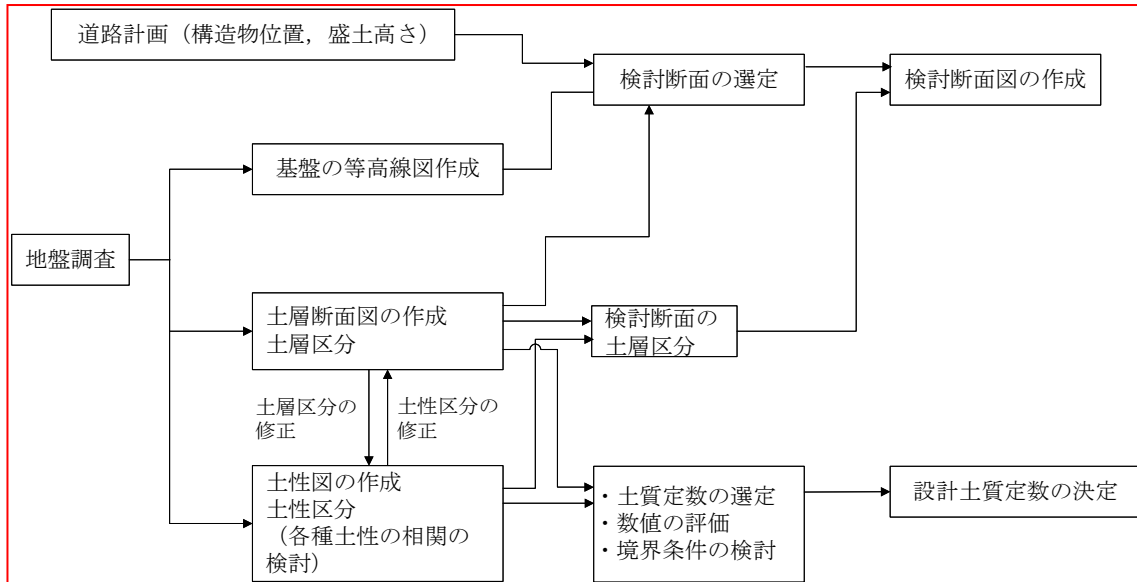 道路計画（構造物位置，盛土高さ）
検討断面の選定
検討断面図の作成
基盤の等高線図作成
地盤調査
土層断面図の作成
土層区分
検討断面の
土層区分
土層区分の
修正
土性区分の
修正
土性図の作成
土性区分
（各種土性の相関の
検討）
・土質定数の選定
・数値の評価
・境界条件の検討
設計土質定数の決定